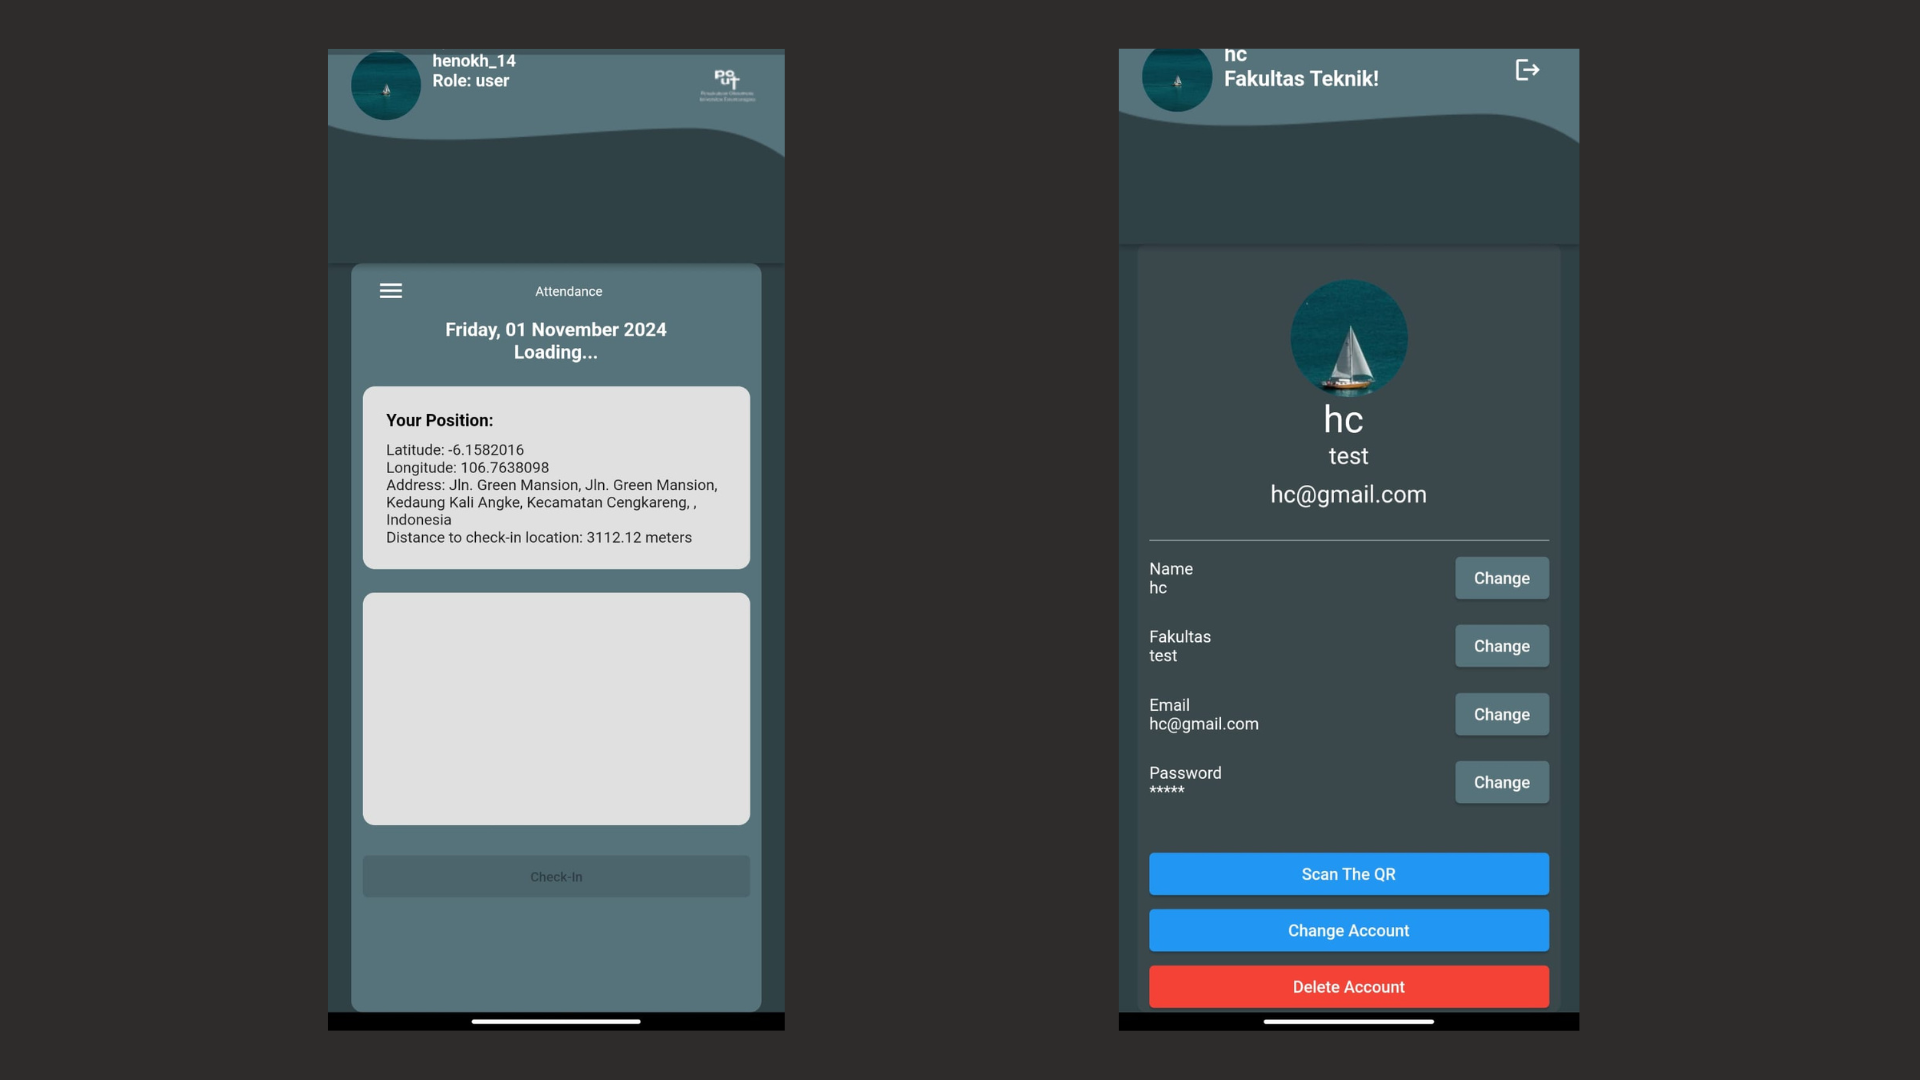 henokh_14
Role: user
Attendance
Friday, 01 November 2024
Loading...
Your Position:
Latitude: -6.1582016
Longitude: 106.7638098
Address: Jln. Green Mansion, Jln. Green Mansion,
Kedaung Kali Angke, Kecamatan Cengkareng, ,
Indonesia
Distance to check-in location: 3112.12 meters
Check-In
hc
Fakultas Teknik!
hc
test
hc@gmail.com
Name
hc
Change
Fakultas
test
Change
Email
hc@gmail.com
Change
Password
*****
Change
Scan The QR
Change Account
Delete Account